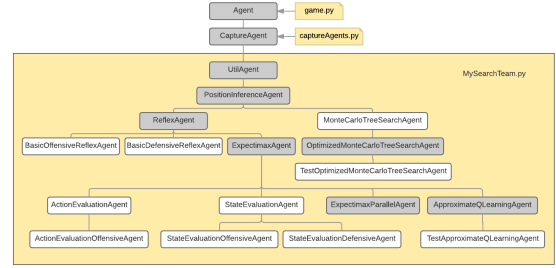 Agent
game.py
CaptureAgent
captureAgents.py
UtilAgent
MySearchTeam.py
PositionInferenceAgent
ReflexAgent
MonteCarloTreeSearchAgent
BasicOffensiveReflexAgent
BasicDefensiveReflexAgent
ExpectimaxAgent
OptimizedMonteCarloTreeSearchAgent
TestOptimizedMonteCarloTreeSearchAgent
ActionEvaluationAgent
StateEvaluationAgent
ExpectimaxParallelAgent
ApproximateQLearningAgent
ActionEvaluationOffensiveAgent
StateEvaluationOffensiveAgent
StateEvaluationDefensiveAgent
TestApproximateQLearningAgent